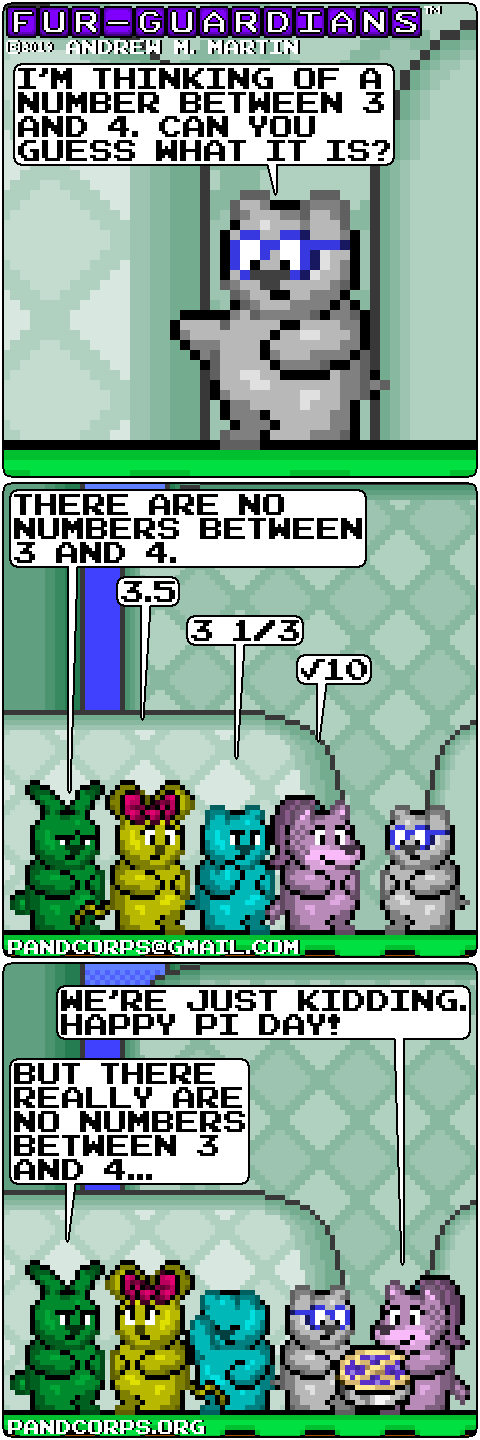 FUR-GUARDIANS™
©2019 ANDREW M. MARTIN
I'M THINKING OF A
NUMBER BETWEEN 3
AND 4. CAN YOU
GUESS WHAT IT IS?
THERE ARE NO
NUMBERS BETWEEN
3 AND 4.
3.5
3 1/3
√10
PANDCORPS@GMAIL.COM
WE'RE JUST KIDDING.
HAPPY PI DAY!
BUT THERE
REALLY ARE
NO NUMBERS
BETWEEN 3
AND 4...
PANDCORPS.ORG